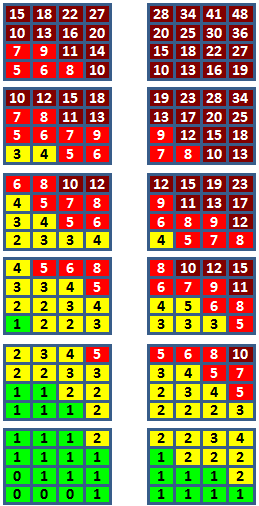 15 18 22 27 28 34 41 48
10 13 16 20 20 25 30 36
7 9 11 14 15 18 22 27
5 6 8 10 10 13 16 19
10 12 15 18 19 23 28 34
7 8 11 13 13 17 20 25
5 6 7 9 9 12 15 18
3 4 5 6 7 8 10 13
6 8 10 12 12 15 19 23
4 5 7 8 9 11 13 17
3 4 5 6 6 8 9 12
2 3 3 4 4 5 7 8
4 5 6 8 8 10 12 15
3 3 4 5 6 7 9 11
2 2 3 4 4 5 6 8
1 2 2 3 3 3 3 5
2 3 4 5 5 6 8 10
2 2 3 3 3 4 5 7
1 1 2 2 2 3 4 5
1 1 1 2 2 2 2 3
1 1 1 2 2 2 3 4
1 1 1 1 1 2 2 2
0 1 1 1 1 1 1 2
0 0 0 1 1 1 1 1